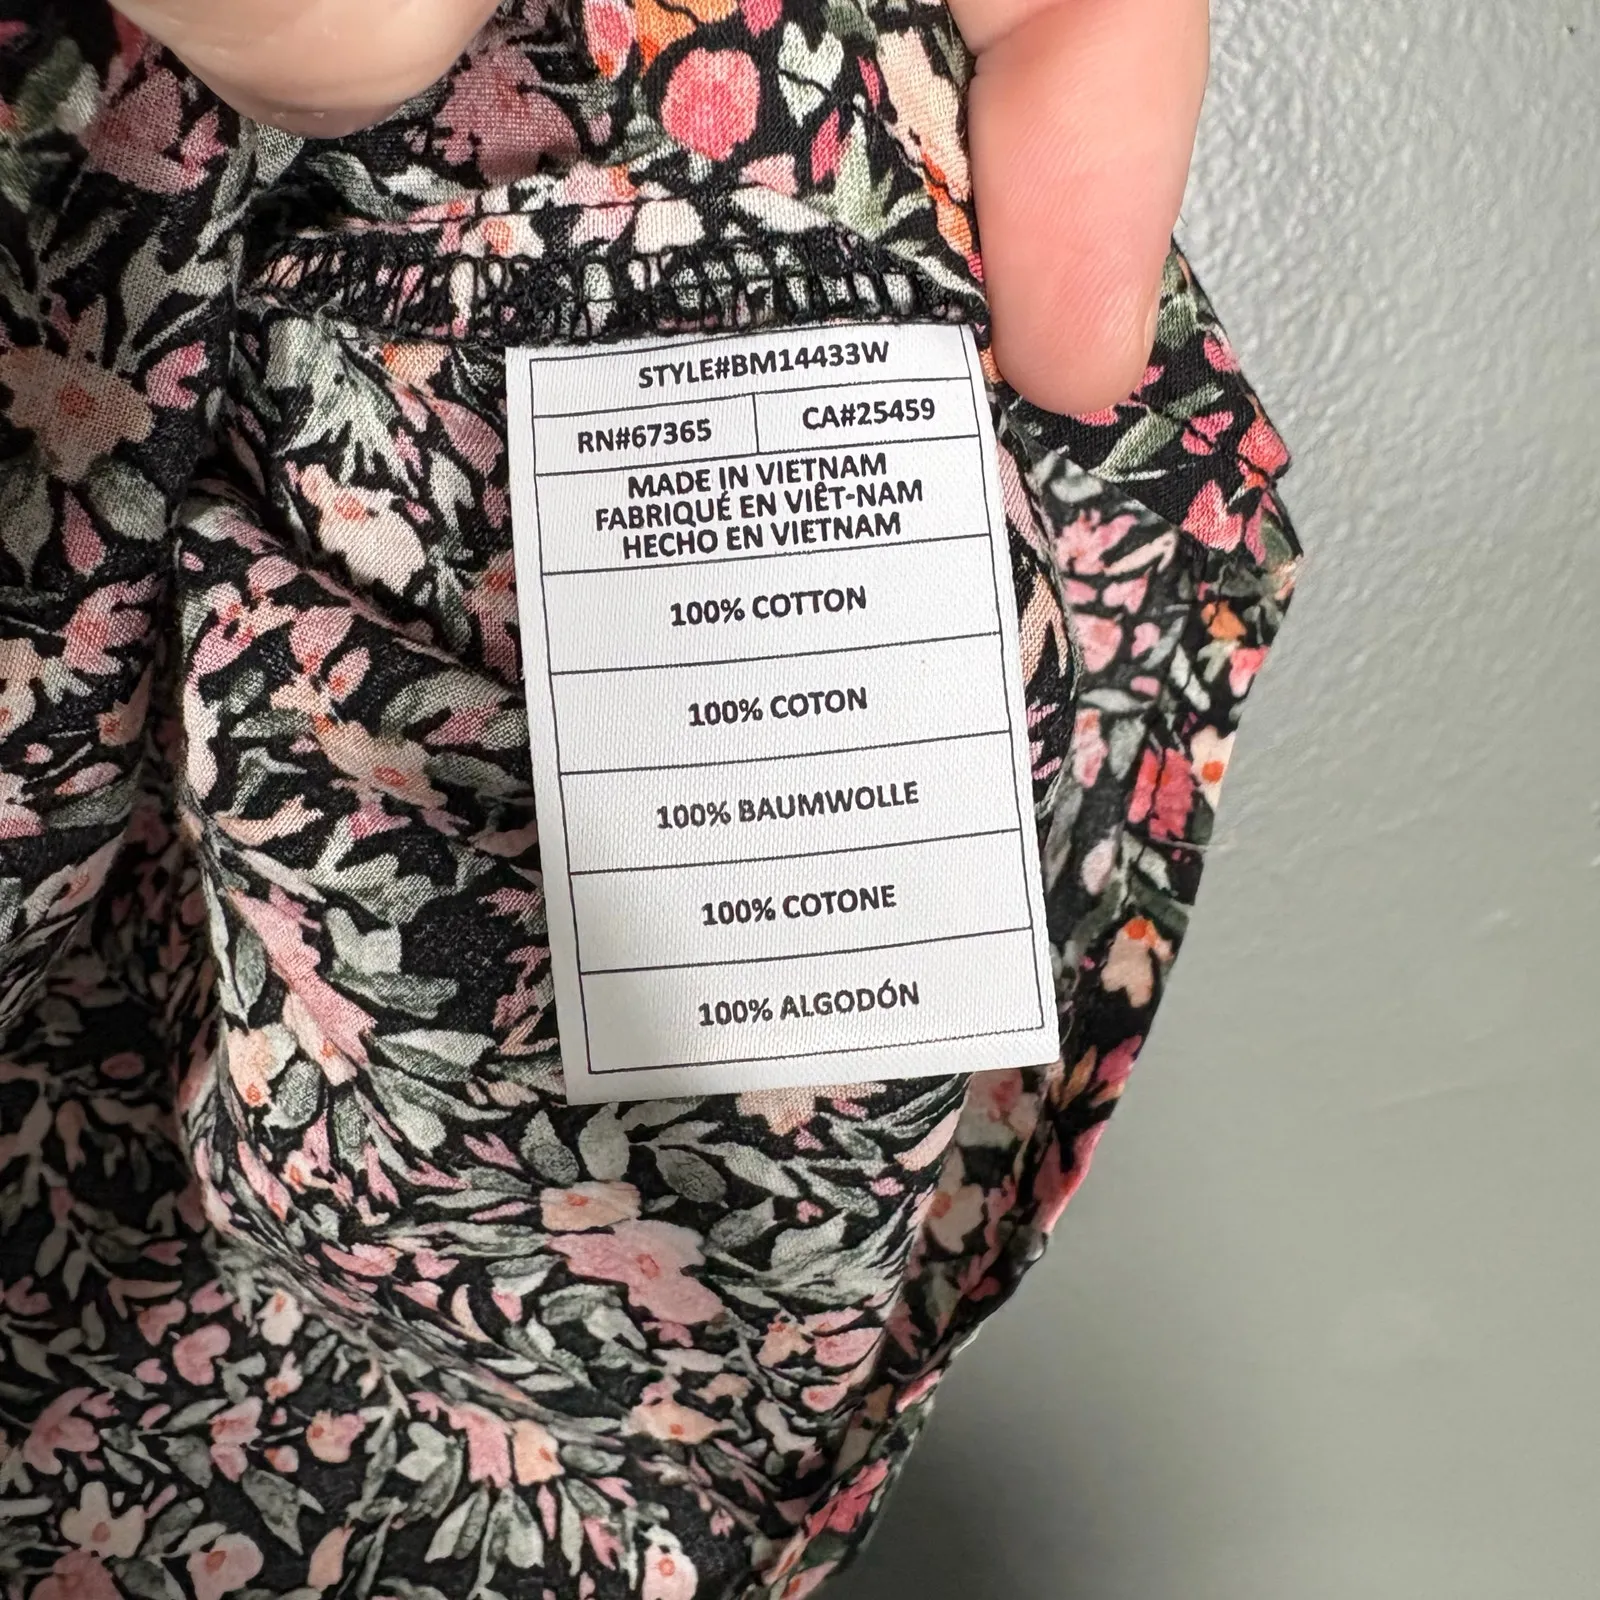 STYLE#BM14433W
RN#67365 CA#25459
MADE IN VIETNAM
FABRIQUÉ EN VIÊT-NAM
HECHO EN VIETNAM
100% COTTON
100% COTON
100% BAUMWOLLE
100% COTONE
100% ALGODÓN